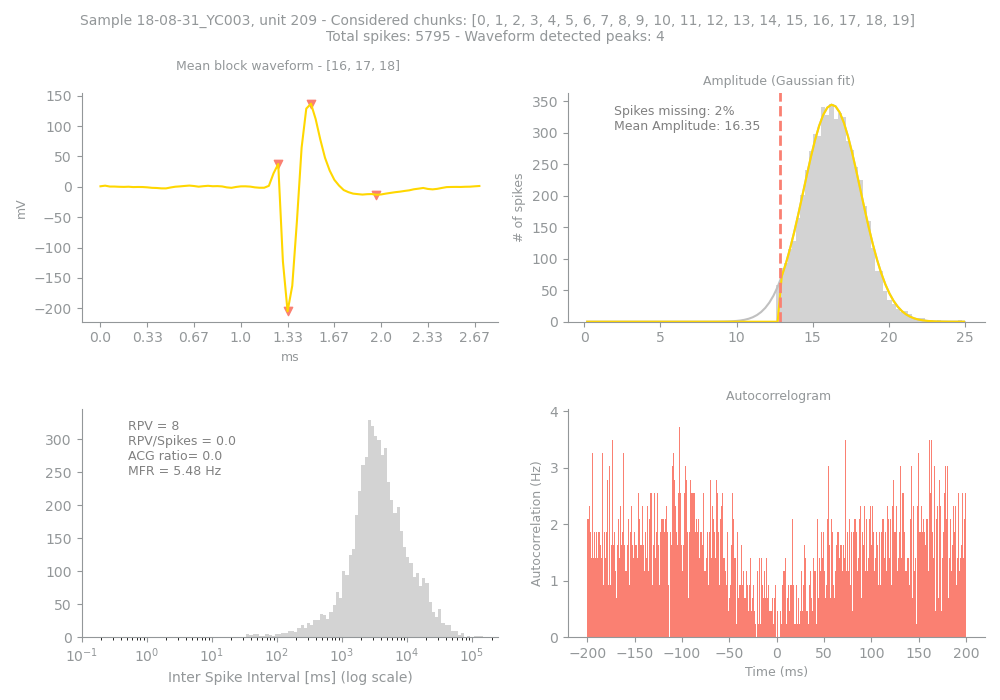 Sample 18-08-31_YC003, unit 209 - Considered chunks: [0, 1, 2, 3, 4, 5, 6, 7, 8, 9, 10, 11, 12, 13, 14, 15, 16, 17, 18, 19]
Total spikes: 5795 - Waveform detected peaks: 4
Mean block waveform - [16, 17, 18]
150
100
50
0
−50
−100
−150
−200
mV
0.0 0.33 0.67 1.0 1.33 1.67 2.0 2.33 2.67
ms
Amplitude (Gaussian fit)
Spikes missing: 2%
Mean Amplitude: 16.35
350
300
250
200
150
100
50
0
# of spikes
0 5 10 15 20 25
RPV = 8
RPV/Spikes = 0.0
ACG ratio= 0.0
MFR = 5.48 Hz
300
250
200
150
100
50
0
10⁻¹ 10⁰ 10¹ 10² 10³ 10⁴ 10⁵
Inter Spike Interval [ms] (log scale)
Autocorrelogram
4
3
2
1
0
Autocorrelation (Hz)
−200 −150 −100 −50 0 50 100 150 200
Time (ms)